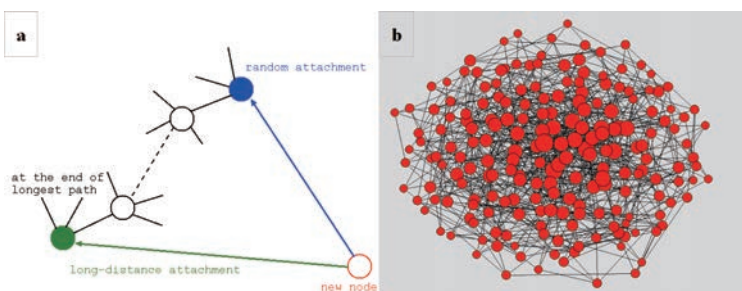 a
random attachment
at the end of
longest path
long-distance attachment
new node
b